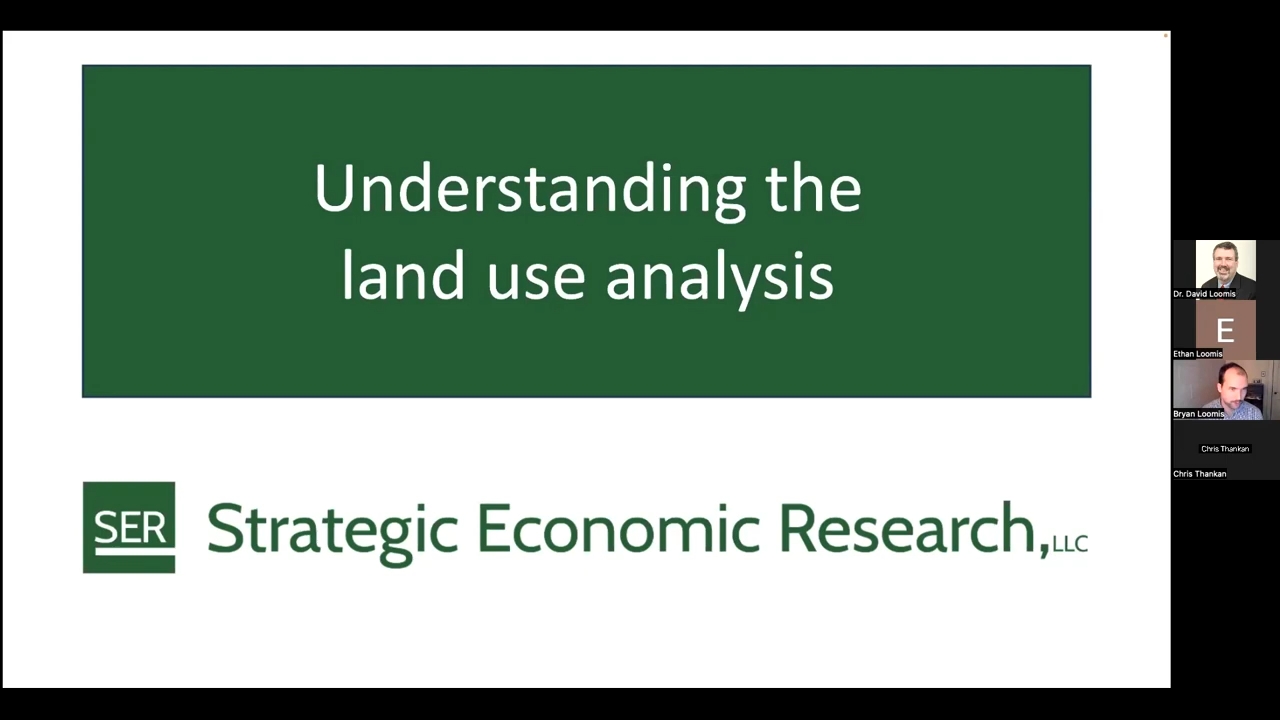 Understanding the
land use analysis
SER
Strategic Economic Research,LLC
Dr. David Loomis
E
Ethan Loomis
Bryan Loomis
Chris Thankan
Chris Thankan